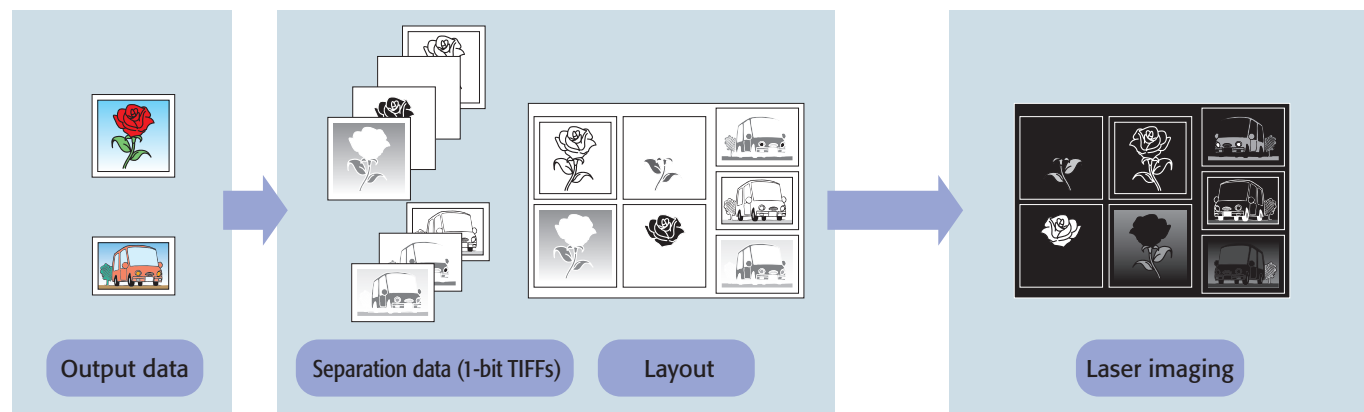 Output data
Separation data (1-bit TIFFs)
Layout
Laser imaging